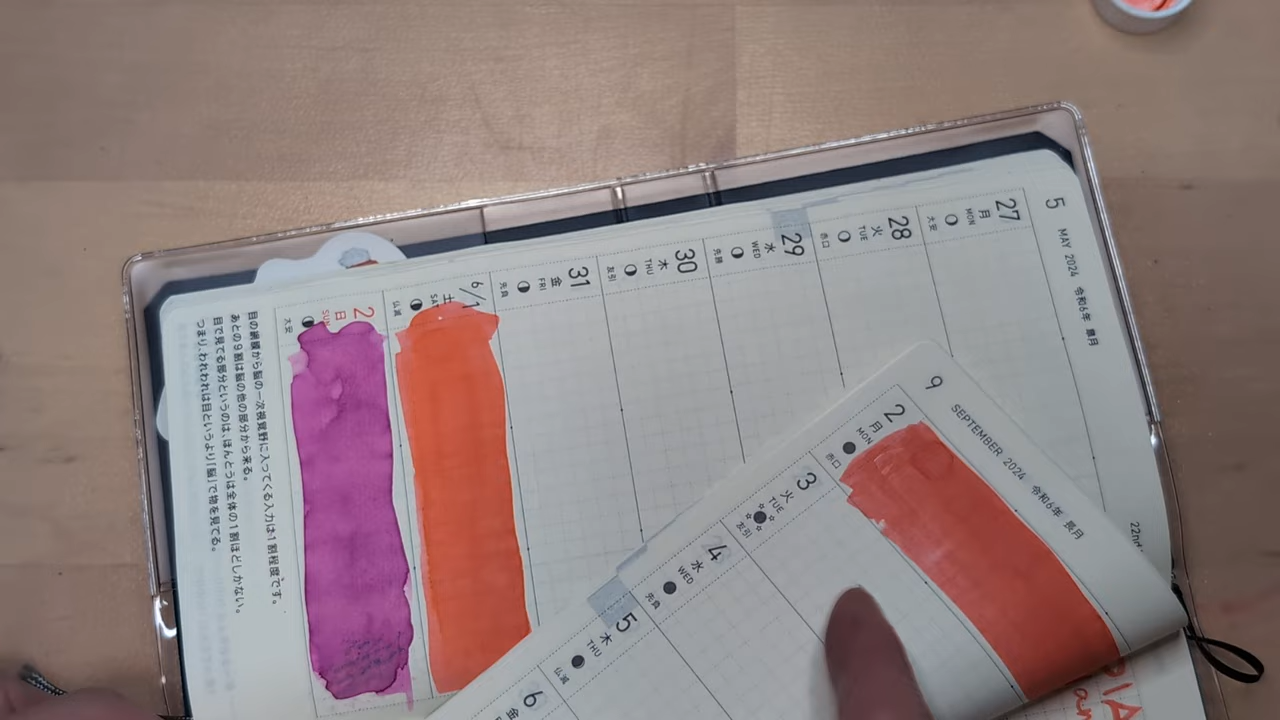 5 MAY 2024 令和6年 皐月
27
月
MON
大安
28
火
TUE
赤口
29
水
WED
先勝
30
木
THU
友引
31
金
FRI
先負
6/1
土
仏滅
2
日
SUN
大安
目の網膜から脳の一次視覚野に入ってくる入力は1割程度です。
あとの9割は脳の他の部分から来る。
目で見てる部分というのは、ほんとうは全体の1割ほどしかない。
つまり、われわれは目というより「脳」で物を見てる。
9 SEPTEMBER 2024 令和6年 長月
2
月
MON
赤口
3
火
TUE
友引
4
水
WED
先負
5
木
THU
仏滅
6
金